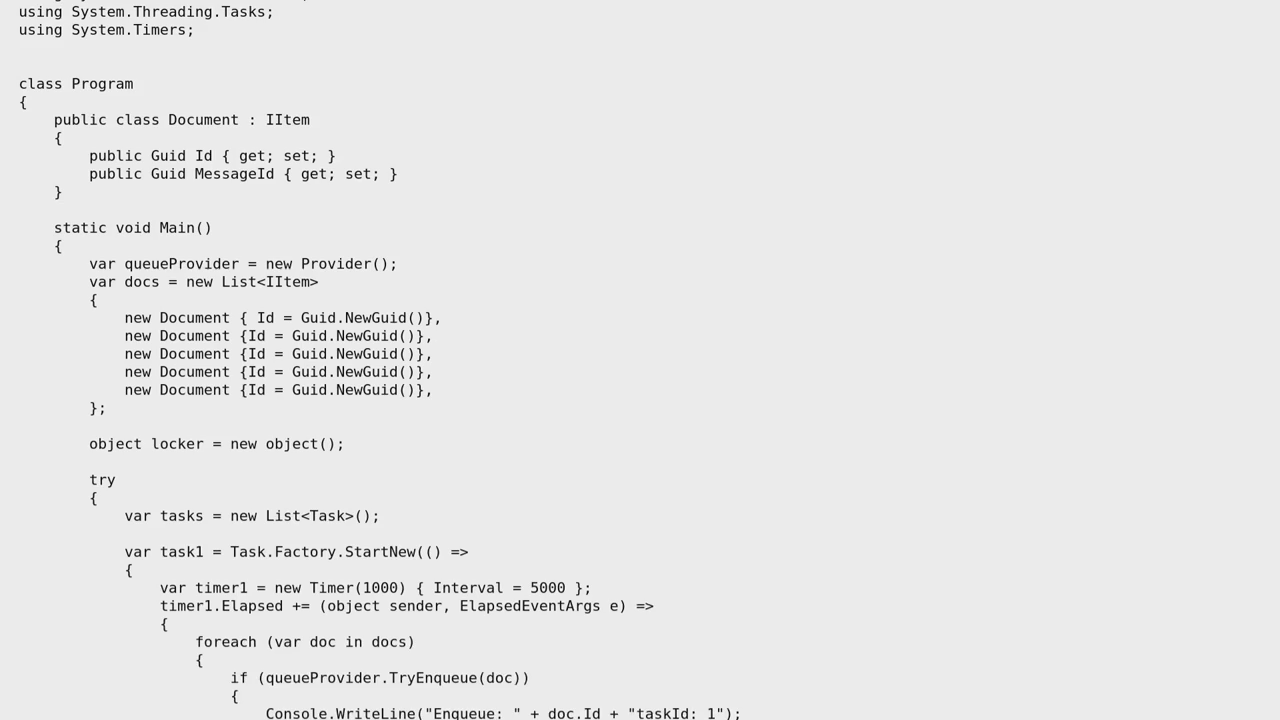 using System.Threading.Tasks;
using System.Timers;
class Program
{
    public class Document : IItem
    {
        public Guid Id { get; set; }
        public Guid MessageId { get; set; }
    }
    static void Main()
    {
        var queueProvider = new Provider();
        var docs = new List<IItem>
        {
            new Document { Id = Guid.NewGuid()},
            new Document {Id = Guid.NewGuid()},
            new Document {Id = Guid.NewGuid()},
            new Document {Id = Guid.NewGuid()},
            new Document {Id = Guid.NewGuid()},
        };
        object locker = new object();
        try
        {
            var tasks = new List<Task>();
            var task1 = Task.Factory.StartNew(() =>
            {
                var timer1 = new Timer(1000) { Interval = 5000 };
                timer1.Elapsed += (object sender, ElapsedEventArgs e) =>
                {
                    foreach (var doc in docs)
                    {
                        if (queueProvider.TryEnqueue(doc))
                        {
                            Console.WriteLine("Enqueue: " + doc.Id + "taskId: 1");